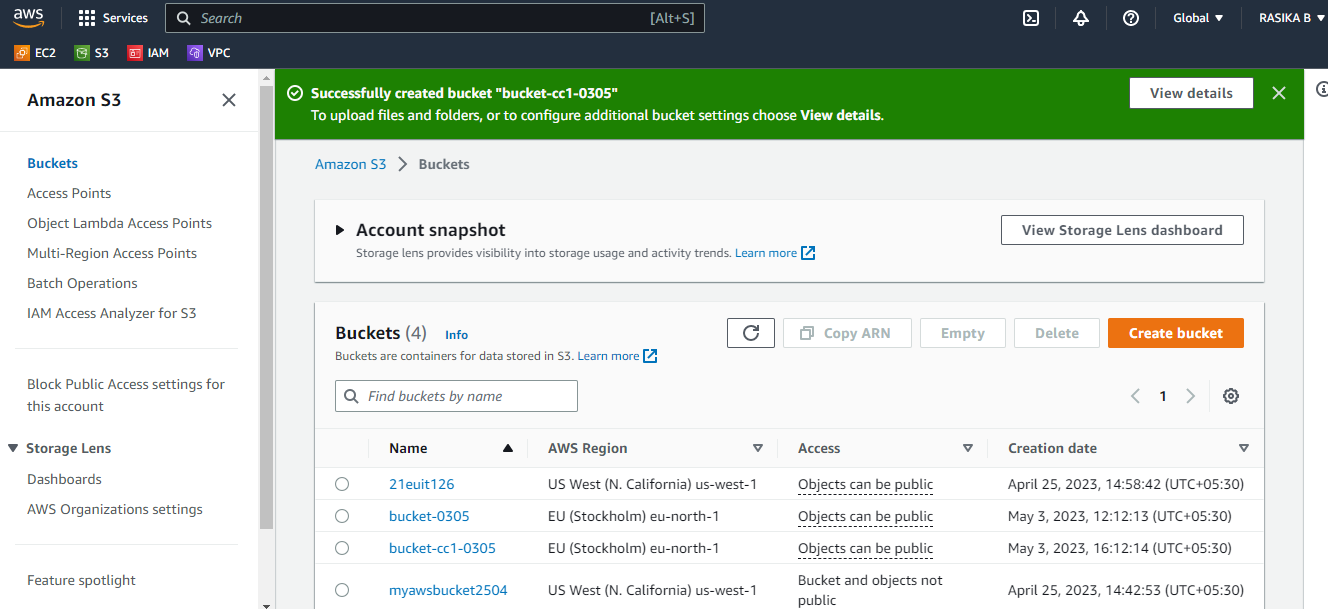 aws
Services
Search
[Alt+S]
Global
RASIKA B
EC2
S3
IAM
VPC
Amazon S3
Buckets
Access Points
Object Lambda Access Points
Multi-Region Access Points
Batch Operations
IAM Access Analyzer for S3
Block Public Access settings for
this account
Storage Lens
Dashboards
AWS Organizations settings
Feature spotlight
Successfully created bucket "bucket-cc1-0305"
To upload files and folders, or to configure additional bucket settings choose View details.
View details
Amazon S3 Buckets
Account snapshot
Storage lens provides visibility into storage usage and activity trends. Learn more
View Storage Lens dashboard
Buckets (4) Info
Buckets are containers for data stored in S3. Learn more
Copy ARN
Empty
Delete
Create bucket
Find buckets by name
1
Name AWS Region Access Creation date
21euit126 US West (N. California) us-west-1 Objects can be public April 25, 2023, 14:58:42 (UTC+05:30)
bucket-0305 EU (Stockholm) eu-north-1 Objects can be public May 3, 2023, 12:12:13 (UTC+05:30)
bucket-cc1-0305 EU (Stockholm) eu-north-1 Objects can be public May 3, 2023, 16:12:14 (UTC+05:30)
myawsbucket2504 US West (N. California) us-west-1 Bucket and objects not April 25, 2023, 14:42:53 (UTC+05:30)
public